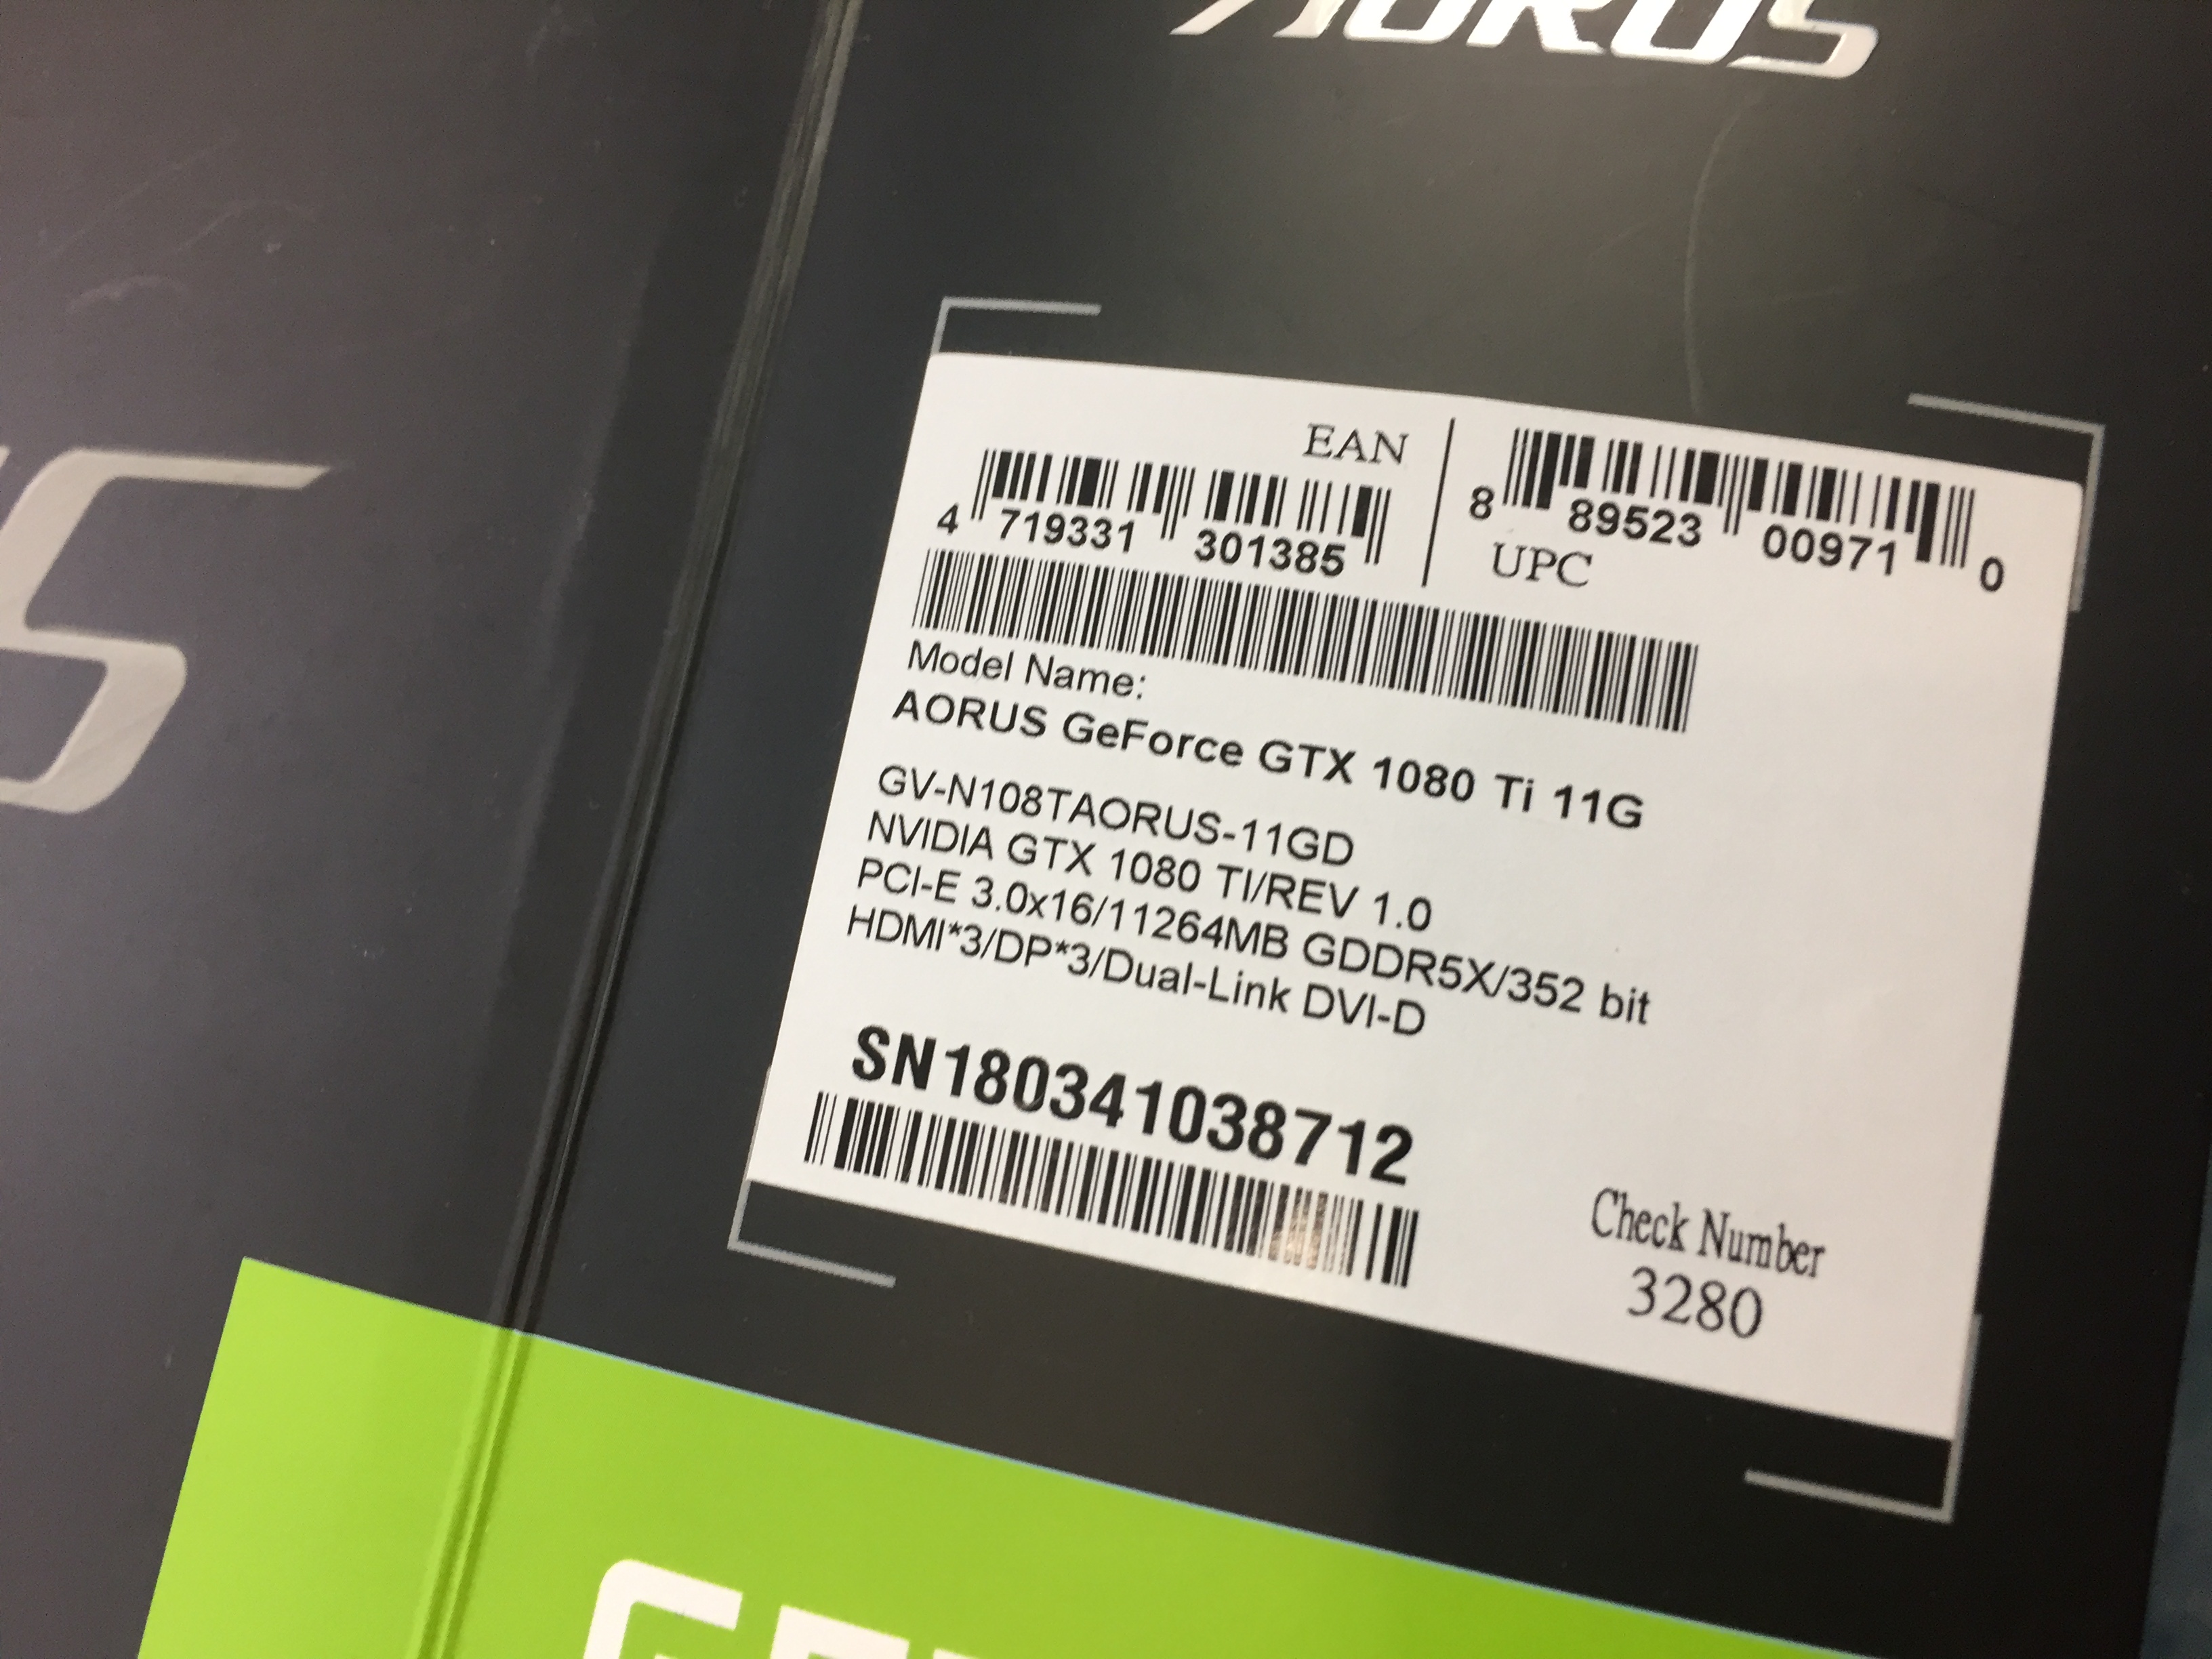 AORUS
EAN
4 719331 301385
8 89523 00971 0
UPC
Model Name:
AORUS GeForce GTX 1080 Ti 11G
GV-N108TAORUS-11GD
NVIDIA GTX 1080 TI/REV 1.0
PCI-E 3.0x16/11264MB GDDR5X/352 bit
HDMI*3/DP*3/Dual-Link DVI-D
SN180341038712
Check Number
3280